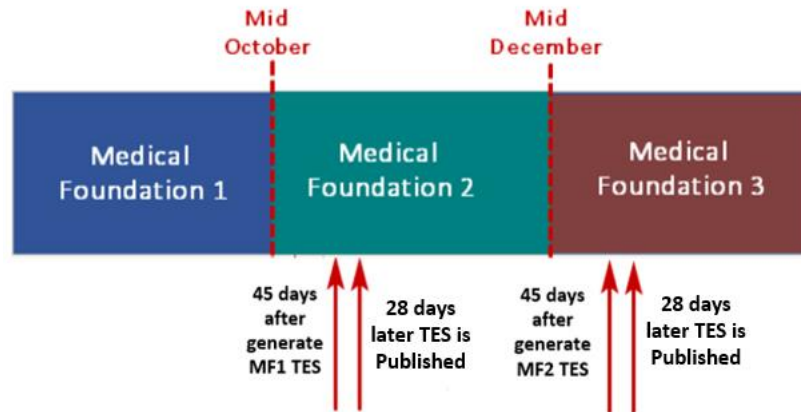 Mid
October
Mid
December
Medical
Foundation 1
Medical
Foundation 2
Medical
Foundation 3
45 days
after
generate
MF1 TES
28 days
later TES is
Published
45 days
after
generate
MF2 TES
28 days
later TES is
Published